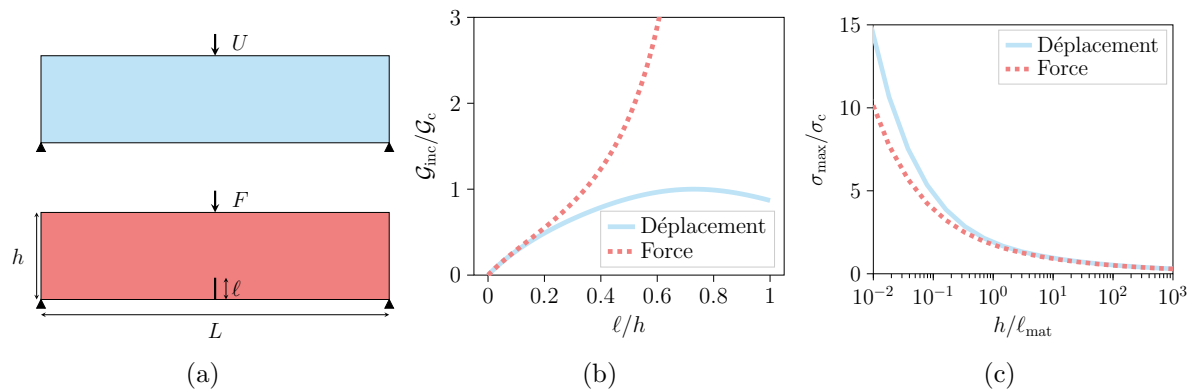 U
F
h
ℓ
L
(a)
3
2
1
0
𝒢inc/𝒢c
Déplacement
Force
0 0.2 0.4 0.6 0.8 1
ℓ/h
(b)
15
10
5
0
σmax/σc
Déplacement
Force
10⁻² 10⁻¹ 10⁰ 10¹ 10² 10³
h/ℓmat
(c)